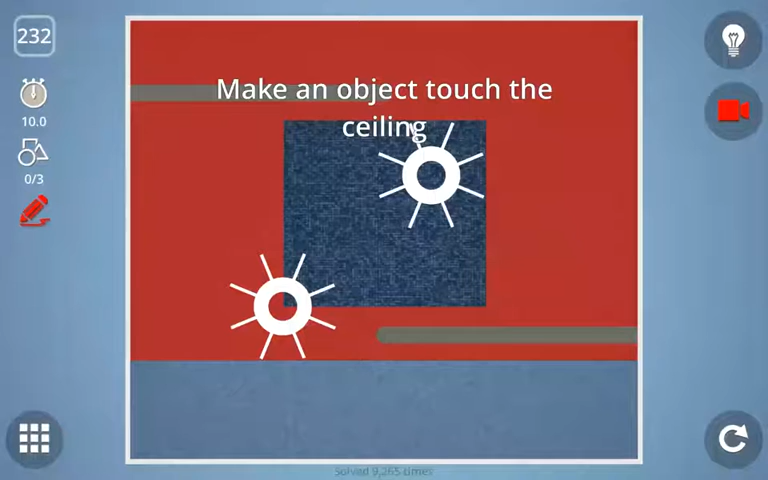 232
Make an object touch the
ceiling
10.0
0/3
Solved 9,265 times